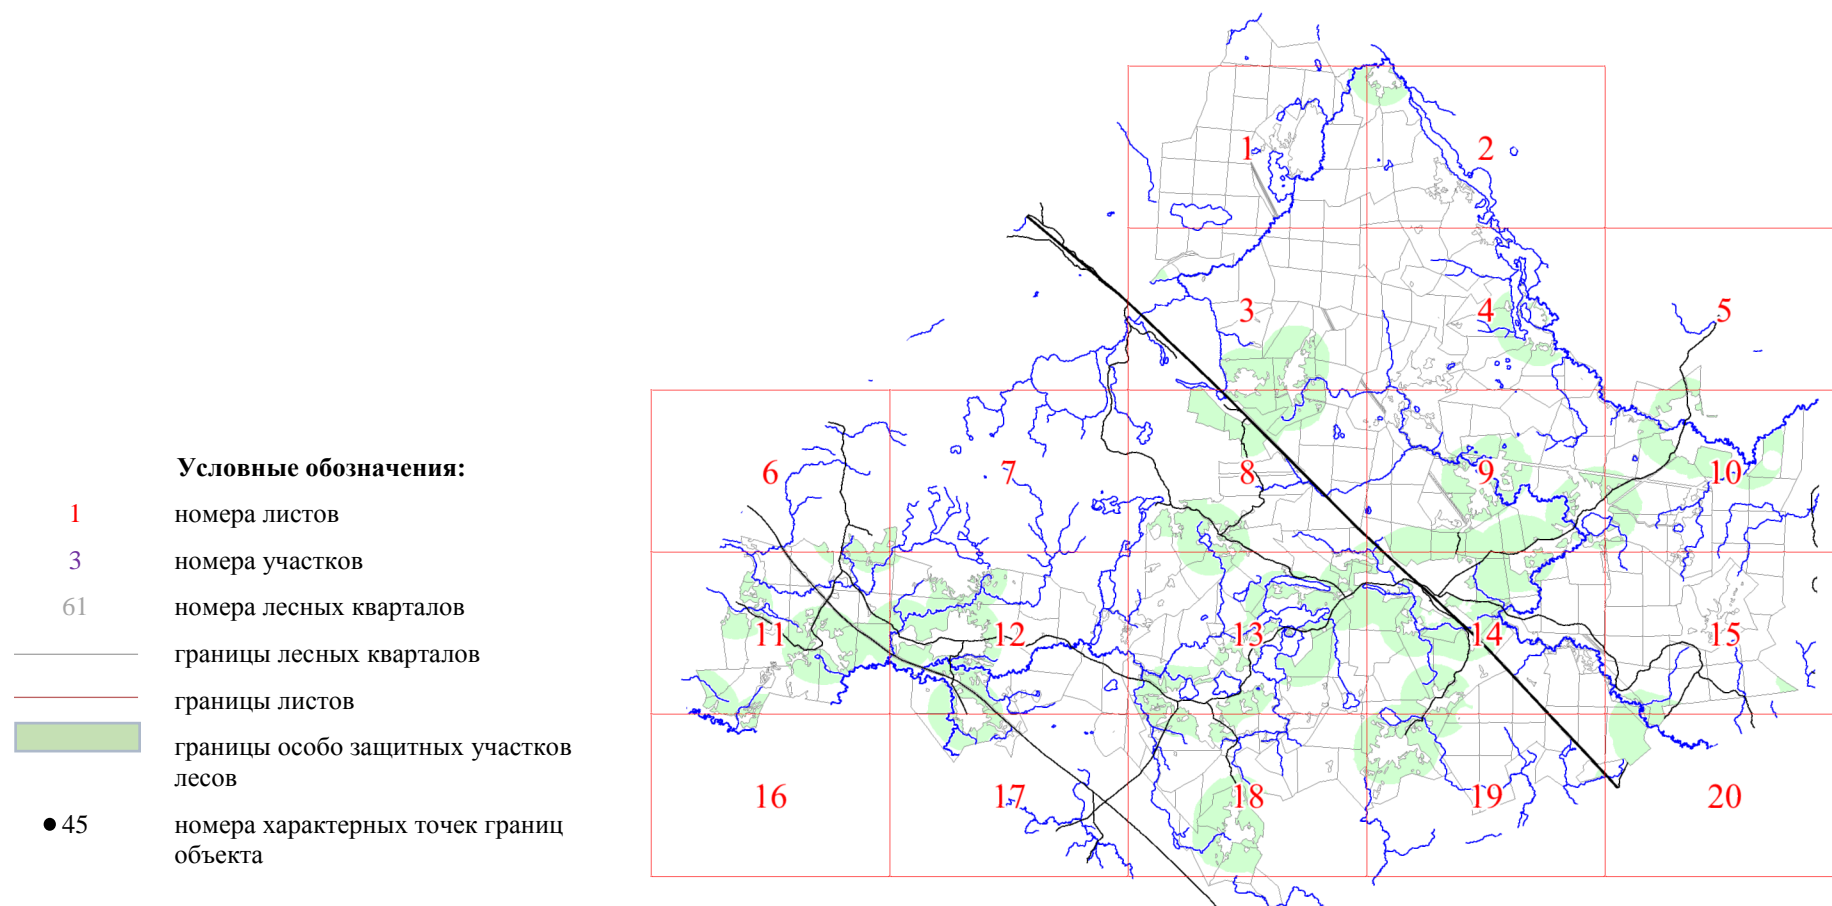 Условные обозначения:
1 номера листов
3 номера участков
61 номера лесных кварталов
границы лесных кварталов
границы листов
границы особо защитных участков
лесов
45 номера характерных точек границ
объекта
1
2
3
4
5
6
7
8
9
10
11
12
13
14
15
16
17
18
19
20